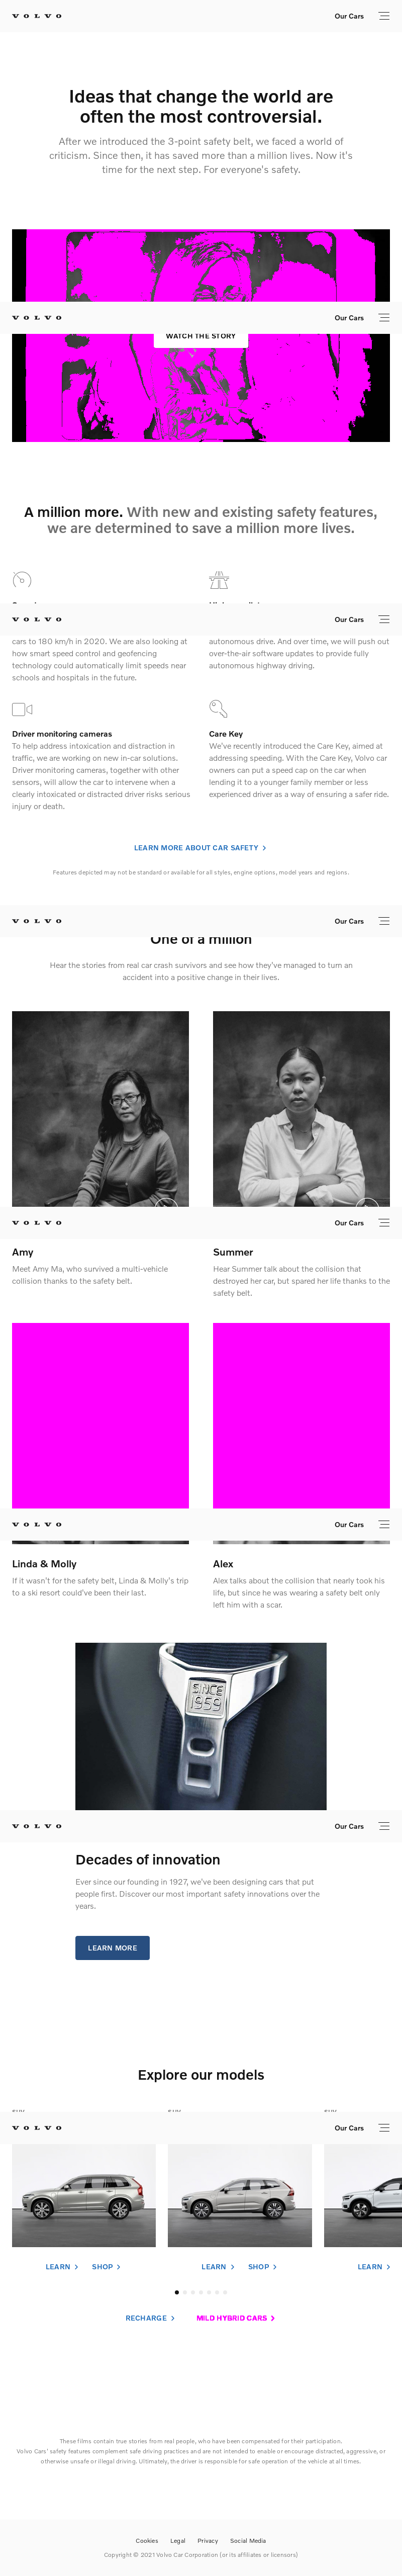 VOLVO
Our Cars
Ideas that change the world are
often the most controversial.
After we introduced the 3-point safety belt, we faced a world of
criticism. Since then, it has saved more than a million lives. Now it's
time for the next step. For everyone's safety.
VOLVO
Our Cars
WATCH THE STORY
A million more. With new and existing safety features,
we are determined to save a million more lives.
VOLVO
Our Cars
cars to 180 km/h in 2020. We are also looking at
how smart speed control and geofencing
technology could automatically limit speeds near
schools and hospitals in the future.
autonomous drive. And over time, we will push out
over-the-air software updates to provide fully
autonomous highway driving.
Driver monitoring cameras
To help address intoxication and distraction in
traffic, we are working on new in-car solutions.
Driver monitoring cameras, together with other
sensors, will allow the car to intervene when a
clearly intoxicated or distracted driver risks serious
injury or death.
Care Key
We've recently introduced the Care Key, aimed at
addressing speeding. With the Care Key, Volvo car
owners can put a speed cap on the car when
lending it to a younger family member or less
experienced driver as a way of ensuring a safer ride.
LEARN MORE ABOUT CAR SAFETY
Features depicted may not be standard or available for all styles, engine options, model years and regions.
VOLVO
Our Cars
One of a million
Hear the stories from real car crash survivors and see how they've managed to turn an
accident into a positive change in their lives.
VOLVO
Our Cars
Amy
Meet Amy Ma, who survived a multi-vehicle
collision thanks to the safety belt.
Summer
Hear Summer talk about the collision that
destroyed her car, but spared her life thanks to the
safety belt.
VOLVO
Our Cars
Linda & Molly
If it wasn't for the safety belt, Linda & Molly's trip
to a ski resort could've been their last.
Alex
Alex talks about the collision that nearly took his
life, but since he was wearing a safety belt only
left him with a scar.
SINCE
1959
VOLVO
Our Cars
Decades of innovation
Ever since our founding in 1927, we've been designing cars that put
people first. Discover our most important safety innovations over the
years.
LEARN MORE
Explore our models
VOLVO
Our Cars
LEARN
SHOP
LEARN
SHOP
LEARN
RECHARGE
MILD HYBRID CARS
These films contain true stories from real people, who have been compensated for their participation.
Volvo Cars' safety features complement safe driving practices and are not intended to enable or encourage distracted, aggressive, or
otherwise unsafe or illegal driving. Ultimately, the driver is responsible for safe operation of the vehicle at all times.
Cookies
Legal
Privacy
Social Media
Copyright © 2021 Volvo Car Corporation (or its affiliates or licensors)